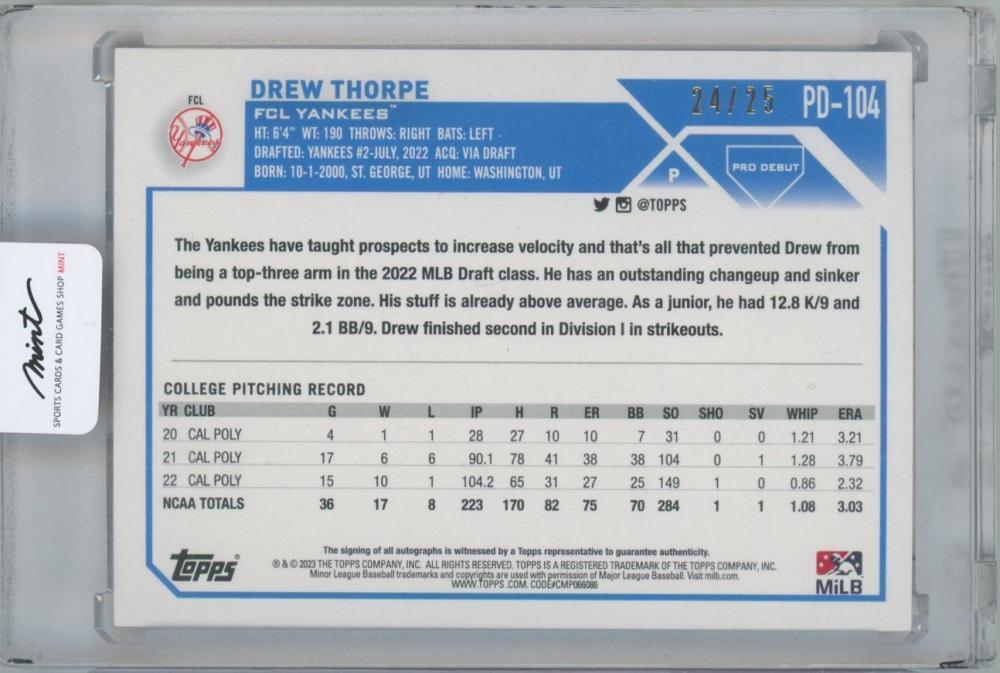 FCL
Yankees
DREW THORPE
FCL YANKEES™
HT: 6'4" WT: 190 THROWS: RIGHT BATS: LEFT
DRAFTED: YANKEES #2-JULY, 2022 ACQ: VIA DRAFT
BORN: 10-1-2000, ST. GEORGE, UT HOME: WASHINGTON, UT
24/25 PD-104
P
PRO DEBUT
@TOPPS
The Yankees have taught prospects to increase velocity and that's all that prevented Drew from
being a top-three arm in the 2022 MLB Draft class. He has an outstanding changeup and sinker
and pounds the strike zone. His stuff is already above average. As a junior, he had 12.8 K/9 and
2.1 BB/9. Drew finished second in Division I in strikeouts.
mint
SPORTS CARDS & CARD GAMES SHOP MINT
COLLEGE PITCHING RECORD
YR CLUB G W L IP H R ER BB SO SHO SV WHIP ERA
20 CAL POLY 4 1 1 28 27 10 10 7 31 0 0 1.21 3.21
21 CAL POLY 17 6 6 90.1 78 41 38 38 104 0 1 1.28 3.79
22 CAL POLY 15 10 1 104.2 65 31 27 25 149 1 0 0.86 2.32
NCAA TOTALS 36 17 8 223 170 82 75 70 284 1 1 1.08 3.03
topps®
The signing of all autographs is witnessed by a Topps representative to guarantee authenticity.
® & © 2023 THE TOPPS COMPANY, INC. ALL RIGHTS RESERVED. TOPPS IS A REGISTERED TRADEMARK OF THE TOPPS COMPANY, INC.
Minor League Baseball trademarks and copyrights are used with permission of Major League Baseball. Visit milb.com.
WWW.TOPPS.COM. CODE#CMP066086
MiLB